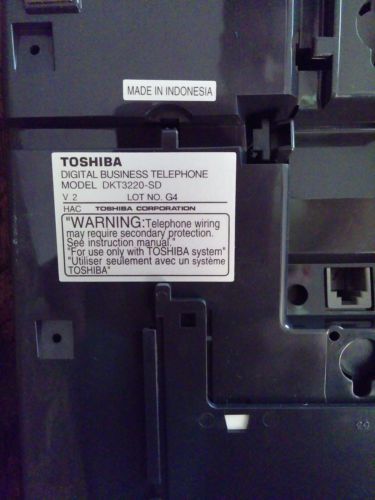 MADE IN INDONESIA
TOSHIBA
DIGITAL BUSINESS TELEPHONE
MODEL DKT3220-SD
V.2 LOT NO. G4
HAC TOSHIBA CORPORATION
"WARNING:Telephone wiring
may require secondary protection.
See instruction manual."
"For use only with TOSHIBA system"
"Utiliser seulement avec un système
TOSHIBA"